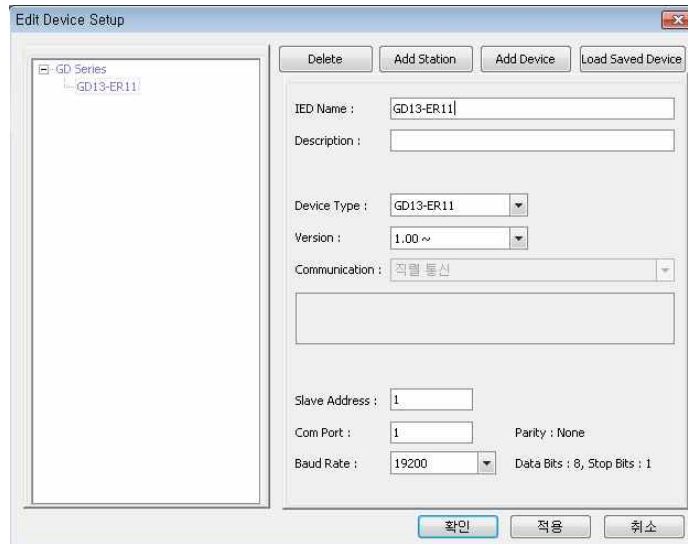 Edit Device Setup
GD Series
GD13-ER11
Delete
Add Station
Add Device
Load Saved Device
IED Name : GD13-ER11
Description :
Device Type : GD13-ER11
Version : 1.00 ~
Communication : 직렬 통신
Slave Address : 1
Com Port : 1 Parity : None
Baud Rate : 19200 Data Bits : 8, Stop Bits : 1
확인
적용
취소